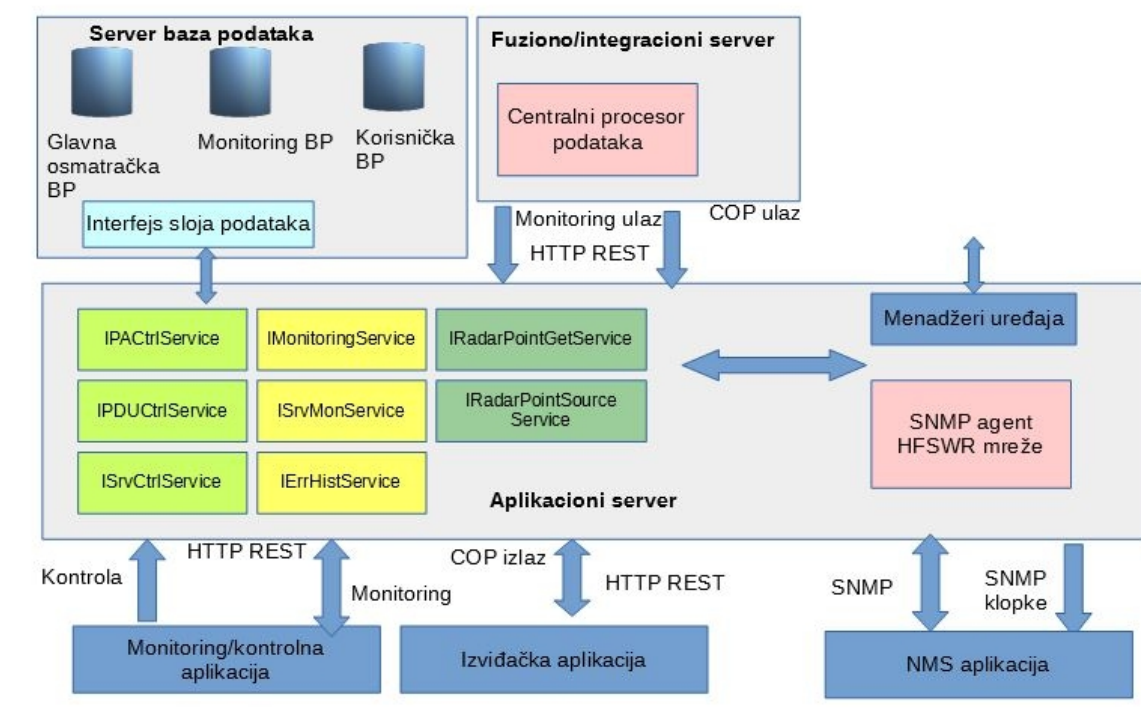 Server baza podataka
Glavna
osmatračka
BP
Monitoring BP
Korisnička
BP
Interfejs sloja podataka
Fuziono/integracioni server
Centralni procesor
podataka
Monitoring ulaz
HTTP REST
COP ulaz
IPACtrlService
IMonitoringService
IRadarPointGetService
IPDUCtrlService
ISrvMonService
IRadarPointSource
Service
ISrvCtrlService
IErrHistService
Menadžeri uređaja
SNMP agent
HFSWR mreže
Aplikacioni server
Kontrola
HTTP REST
Monitoring
COP izlaz
HTTP REST
SNMP
SNMP
klopke
Monitoring/kontrolna
aplikacija
Izviđačka aplikacija
NMS aplikacija